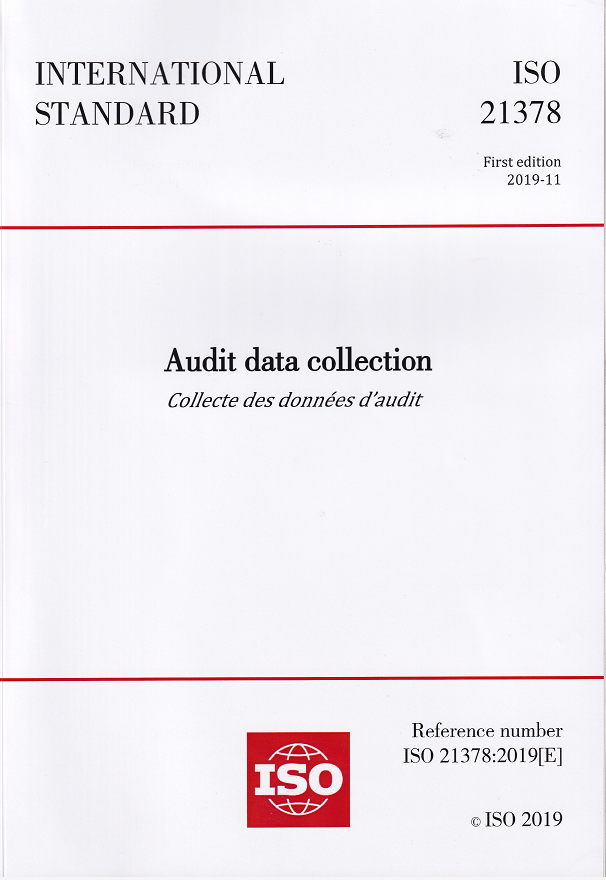 INTERNATIONAL
STANDARD
ISO
21378
First edition
2019-11
Audit data collection
Collecte des données d’audit
ISO
Reference number
ISO 21378:2019[E]
© ISO 2019